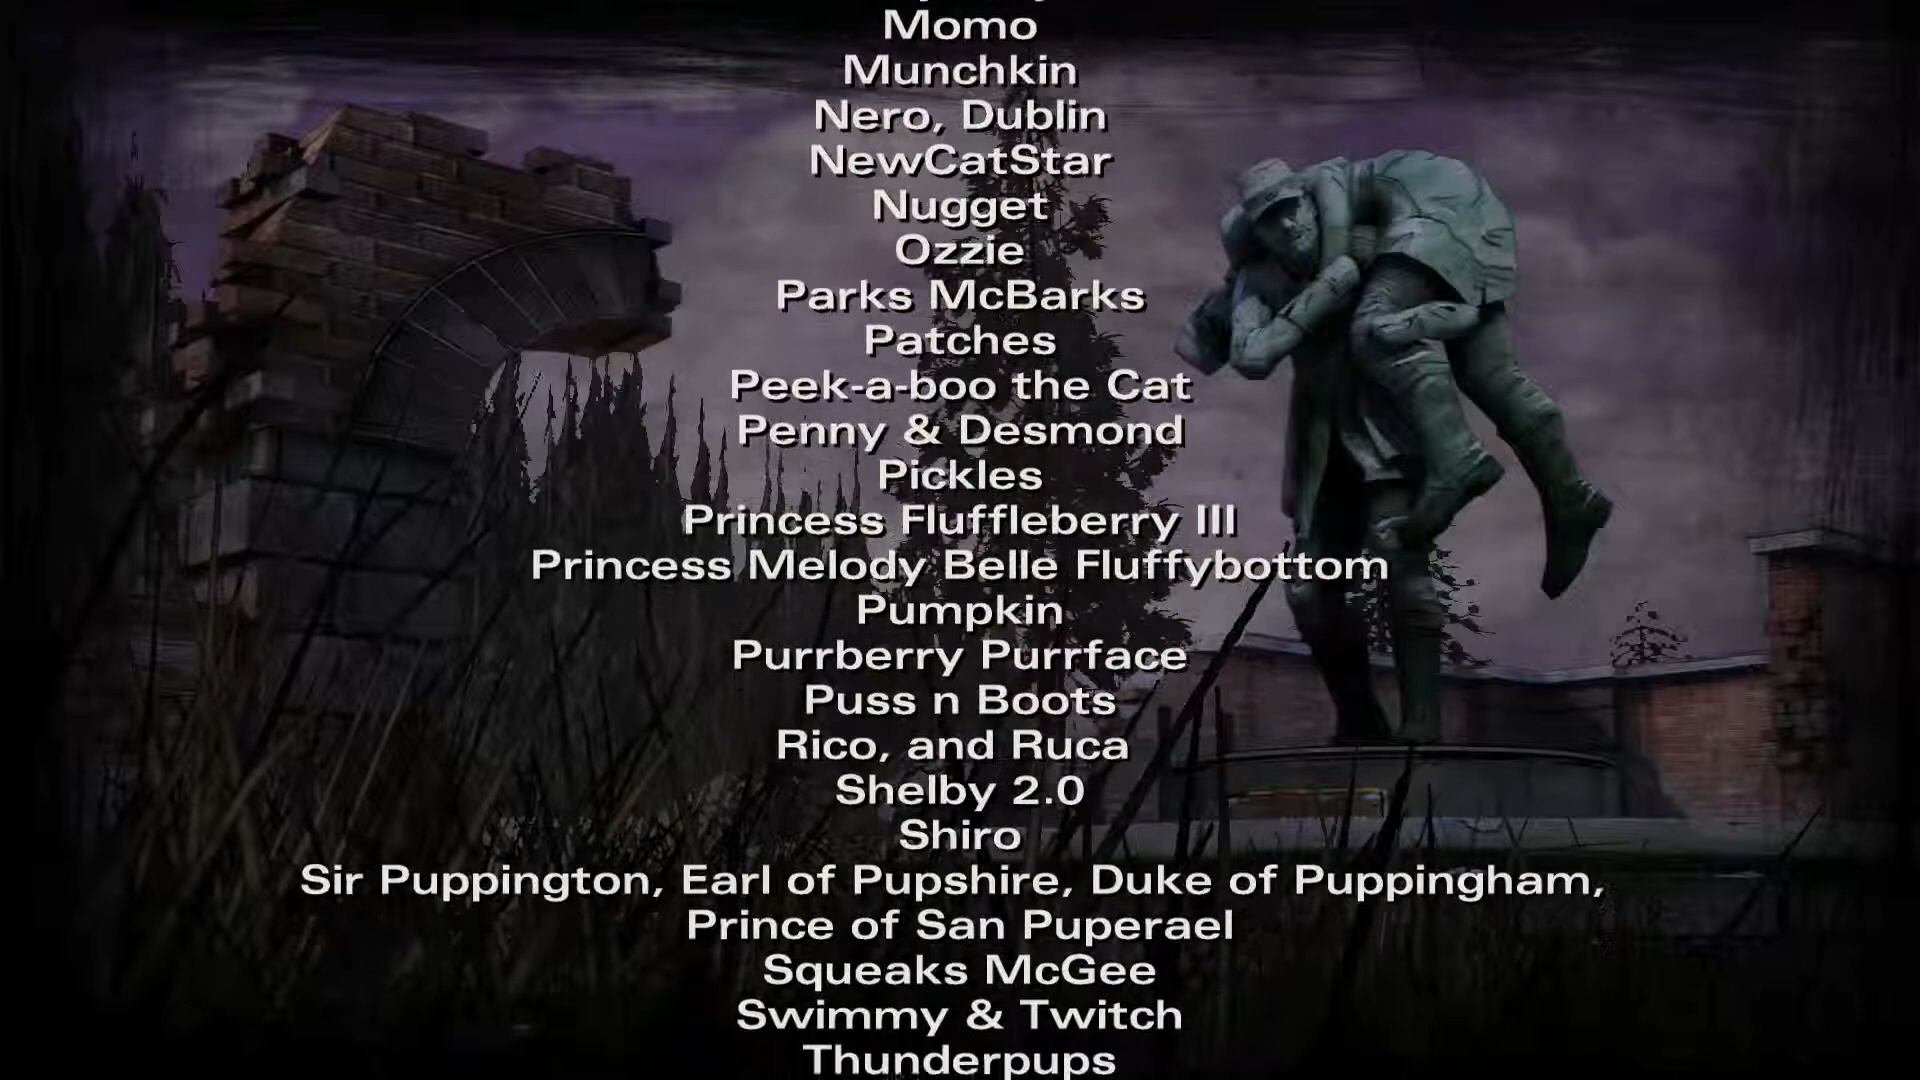 Momo
Munchkin
Nero, Dublin
NewCatStar
Nugget
Ozzie
Parks McBarks
Patches
Peek-a-boo the Cat
Penny & Desmond
Pickles
Princess Fluffleberry III
Princess Melody Belle Fluffybottom
Pumpkin
Purrberry Purrface
Puss n Boots
Rico, and Ruca
Shelby 2.0
Shiro
Sir Puppington, Earl of Pupshire, Duke of Puppingham,
Prince of San Puperael
Squeaks McGee
Swimmy & Twitch
Thunderpups